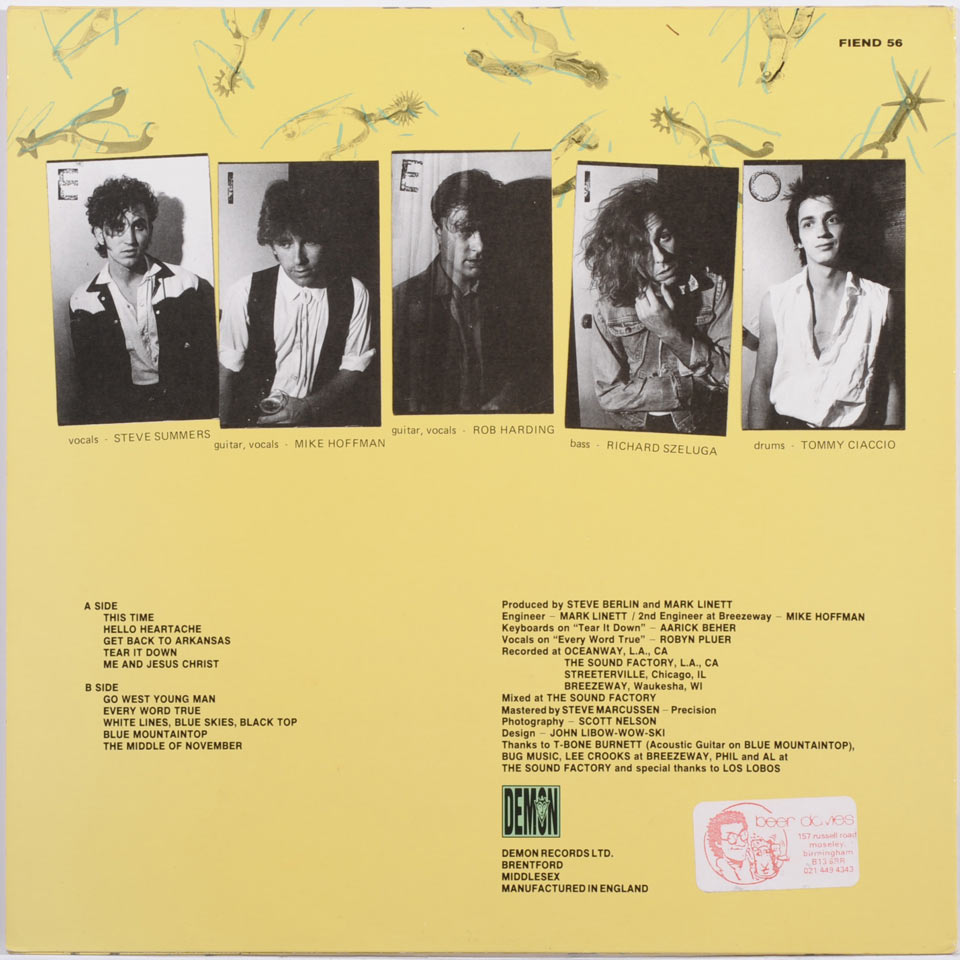 FIEND 56
E
I
E
I
O
vocals - STEVE SUMMERS
guitar, vocals - MIKE HOFFMAN
guitar, vocals - ROB HARDING
bass - RICHARD SZELUGA
drums - TOMMY CIACCIO
A SIDE
THIS TIME
HELLO HEARTACHE
GET BACK TO ARKANSAS
TEAR IT DOWN
ME AND JESUS CHRIST
B SIDE
GO WEST YOUNG MAN
EVERY WORD TRUE
WHITE LINES, BLUE SKIES, BLACK TOP
BLUE MOUNTAINTOP
THE MIDDLE OF NOVEMBER
Produced by STEVE BERLIN and MARK LINETT
Engineer – MARK LINETT / 2nd Engineer at Breezeway – MIKE HOFFMAN
Keyboards on "Tear It Down" – AARICK BEHER
Vocals on "Every Word True" – ROBYN PLUER
Recorded at OCEANWAY, L.A., CA
THE SOUND FACTORY, L.A., CA
STREETERVILLE, Chicago, IL
BREEZEWAY, Waukesha, WI
Mixed at THE SOUND FACTORY
Mastered by STEVE MARCUSSEN – Precision
Photography – SCOTT NELSON
Design – JOHN LIBOW-WOW-SKI
Thanks to T-BONE BURNETT (Acoustic Guitar on BLUE MOUNTAINTOP),
BUG MUSIC, LEE CROOKS at BREEZEWAY, PHIL and AL at
THE SOUND FACTORY and special thanks to LOS LOBOS
DEMON
DEMON RECORDS LTD.
BRENTFORD
MIDDLESEX
MANUFACTURED IN ENGLAND
beer davies
157 russell road
moseley,
birmingham
B13 8RR
021 449 4343